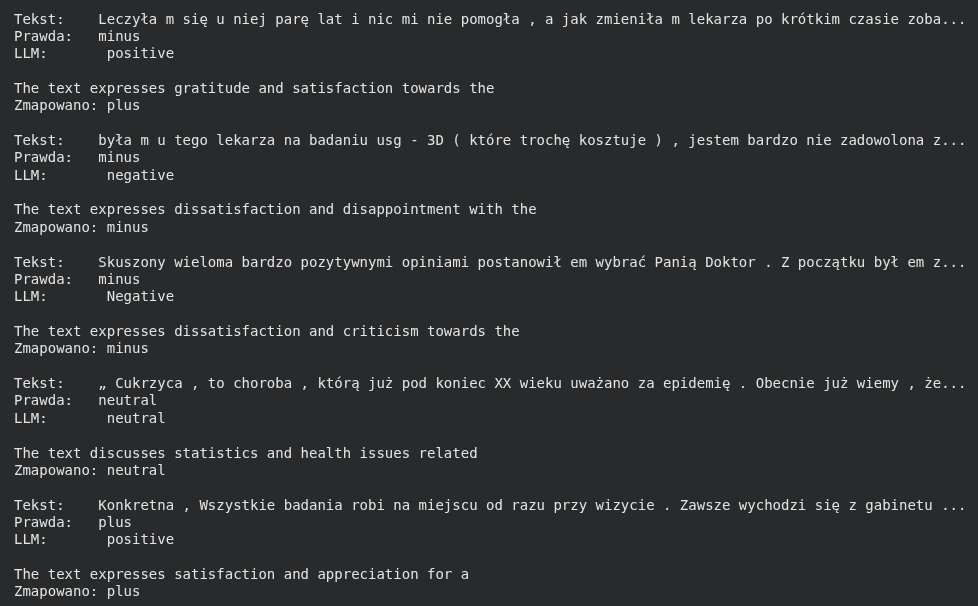 Tekst:    Leczyła m się u niej parę lat i nic mi nie pomogła , a jak zmieniła m lekarza po krótkim czasie zoba...
Prawda:   minus
LLM:       positive
The text expresses gratitude and satisfaction towards the
Zmapowano: plus
Tekst:    była m u tego lekarza na badaniu usg - 3D ( które trochę kosztuje ) , jestem bardzo nie zadowolona z...
Prawda:   minus
LLM:       negative
The text expresses dissatisfaction and disappointment with the
Zmapowano: minus
Tekst:    Skuszony wieloma bardzo pozytywnymi opiniami postanowił em wybrać Panią Doktor . Z początku był em z...
Prawda:   minus
LLM:       Negative
The text expresses dissatisfaction and criticism towards the
Zmapowano: minus
Tekst:    „ Cukrzyca , to choroba , którą już pod koniec XX wieku uważano za epidemię . Obecnie już wiemy , że...
Prawda:   neutral
LLM:       neutral
The text discusses statistics and health issues related
Zmapowano: neutral
Tekst:    Konkretna , Wszystkie badania robi na miejscu od razu przy wizycie . Zawsze wychodzi się z gabinetu ...
Prawda:   plus
LLM:       positive
The text expresses satisfaction and appreciation for a
Zmapowano: plus